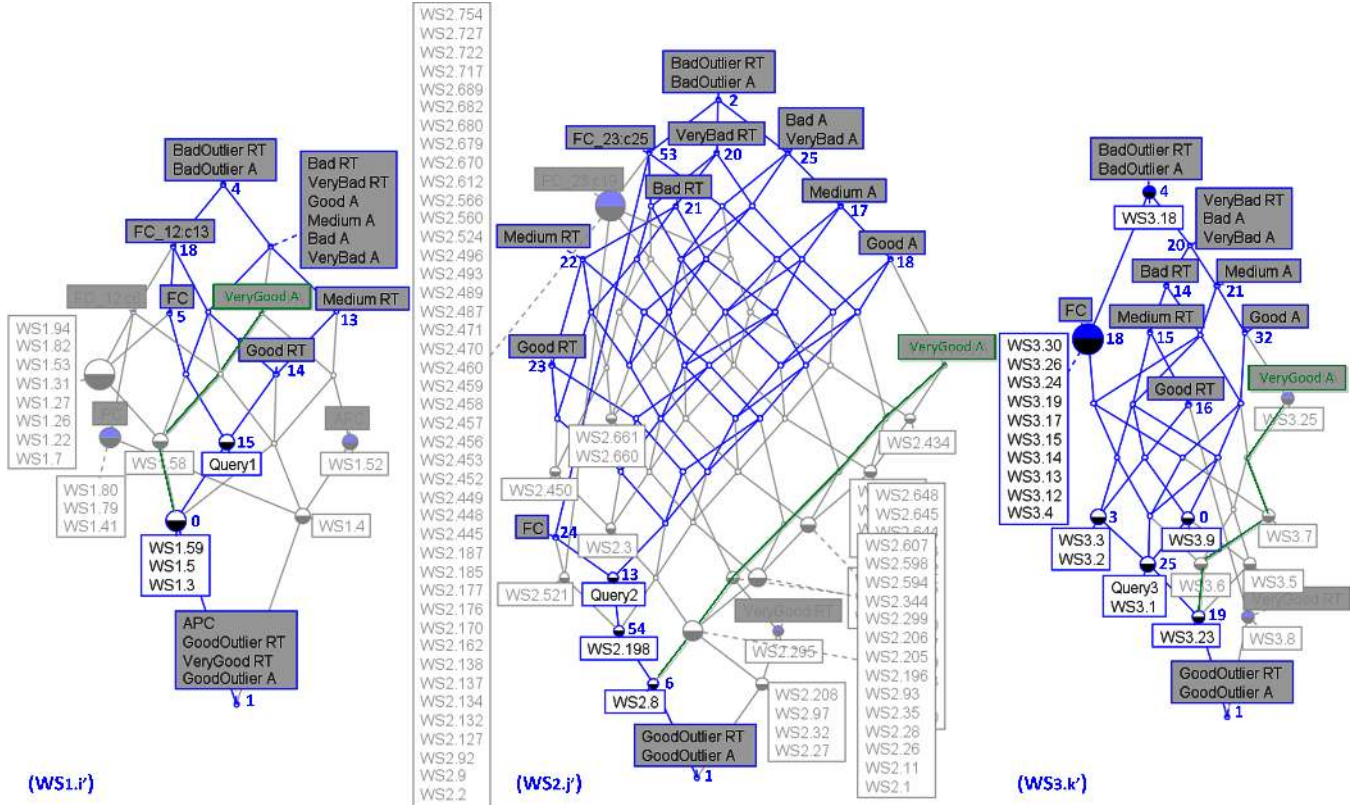 BadOutlier RT
BadOutlier A
4
Bad RT
VeryBad RT
Good A
Medium A
Bad A
VeryBad A
FC_12:c13
18
FC
5
VeryGood A
Medium RT
13
WS1.94
WS1.82
WS1.53
WS1.31
WS1.27
WS1.26
WS1.22
WS1.7
Good RT
14
PC
APC
15
WS1.58
Query1
WS1.52
WS1.80
WS1.79
WS1.41
0
WS1.4
WS1.59
WS1.5
WS1.3
APC
GoodOutlier RT
VeryGood RT
GoodOutlier A
1
(WS1.i')
WS2.754
WS2.727
WS2.722
WS2.717
WS2.689
WS2.682
WS2.680
WS2.679
WS2.670
WS2.612
WS2.566
WS2.560
WS2.524
WS2.496
WS2.493
WS2.489
WS2.487
WS2.471
WS2.470
WS2.460
WS2.459
WS2.458
WS2.457
WS2.456
WS2.453
WS2.452
WS2.449
WS2.448
WS2.445
WS2.187
WS2.185
WS2.177
WS2.176
WS2.170
WS2.162
WS2.138
WS2.137
WS2.134
WS2.132
WS2.127
WS2.92
WS2.9
WS2.2
BadOutlier RT
BadOutlier A
2
FC_23:c25
53
VeryBad RT
20
Bad A
VeryBad A
25
Bad RT
21
Medium A
17
Medium RT
22
Good A
18
Good RT
23
VeryGood A
WS2.661
WS2.660
WS2.434
WS2.450
FC
24
WS2.3
WS2.648
WS2.645
WS2.644
13
WS2.521
Query2
VeryGood RT
54
WS2.198
WS2.295
6
WS2.8
WS2.208
WS2.97
WS2.32
WS2.27
WS2.607
WS2.598
WS2.594
WS2.344
WS2.299
WS2.206
WS2.205
WS2.196
WS2.93
WS2.35
WS2.28
WS2.26
WS2.11
WS2.1
GoodOutlier RT
GoodOutlier A
1
(WS2.j')
BadOutlier RT
BadOutlier A
4
WS3.18
VeryBad RT
Bad A
VeryBad A
20
Bad RT
14
Medium A
21
FC
18
Medium RT
15
Good A
32
WS3.30
WS3.26
WS3.24
WS3.19
WS3.17
WS3.15
WS3.14
WS3.13
WS3.12
WS3.4
Good RT
16
VeryGood A
WS3.25
3
WS3.3
WS3.2
0
WS3.9
WS3.7
25
Query3
WS3.1
WS3.6
WS3.5
VeryGood RT
19
WS3.23
WS3.8
GoodOutlier RT
GoodOutlier A
1
(WS3.k')